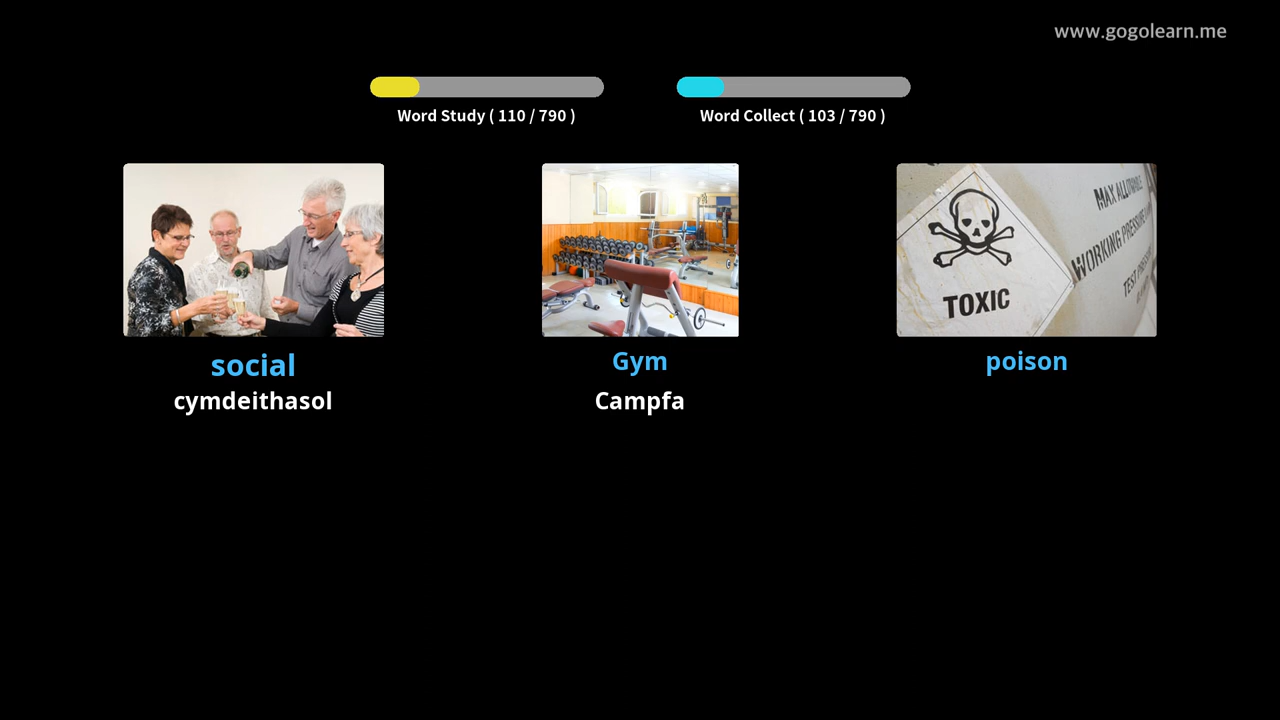 www.gogolearn.me
Word Study ( 110 / 790 )
Word Collect ( 103 / 790 )
MAX ALLOWABLE
WORKING PRESSURE
TEST PRESSURE
TOXIC
social
Gym
poison
cymdeithasol
Campfa